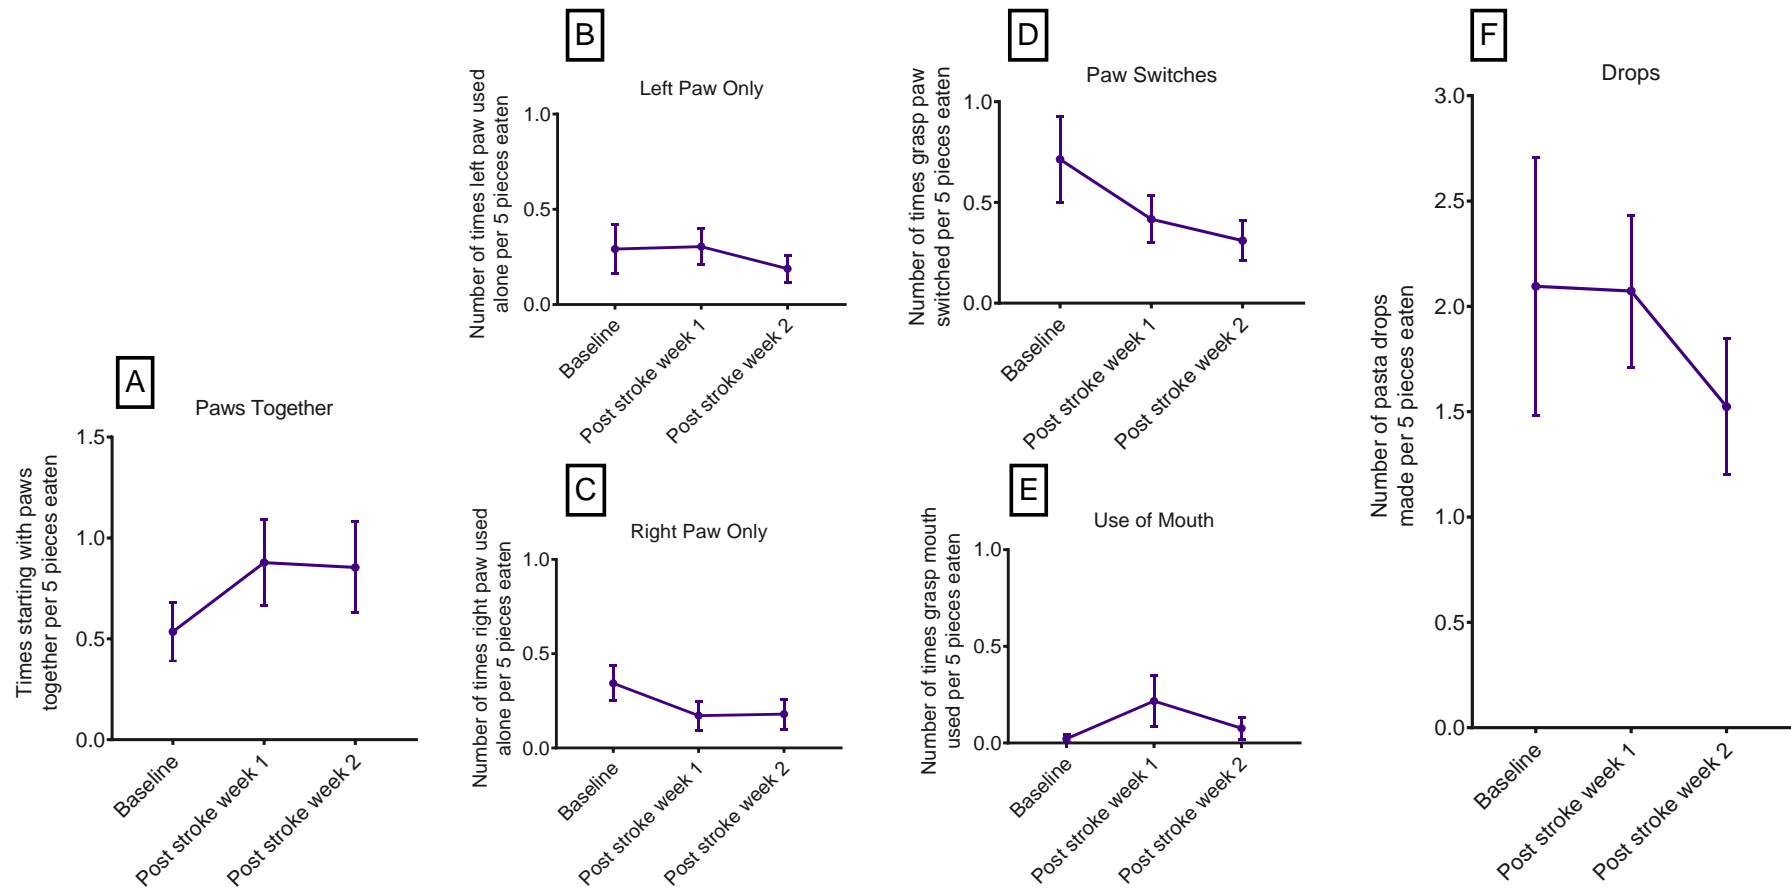 A
Paws Together
Times starting with paws
together per 5 pieces eaten
1.5
1.0
0.5
0.0
Baseline
Post stroke week 1
Post stroke week 2
B
Left Paw Only
Number of times left paw used
alone per 5 pieces eaten
1.0
0.5
0.0
Baseline
Post stroke week 1
Post stroke week 2
C
Right Paw Only
Number of times right paw used
alone per 5 pieces eaten
1.0
0.5
0.0
Baseline
Post stroke week 1
Post stroke week 2
D
Paw Switches
Number of times grasp paw
switched per 5 pieces eaten
1.0
0.5
0.0
Baseline
Post stroke week 1
Post stroke week 2
E
Use of Mouth
Number of times grasp mouth
used per 5 pieces eaten
1.0
0.5
0.0
Baseline
Post stroke week 1
Post stroke week 2
F
Drops
Number of pasta drops
made per 5 pieces eaten
3.0
2.5
2.0
1.5
1.0
0.5
0.0
Baseline
Post stroke week 1
Post stroke week 2